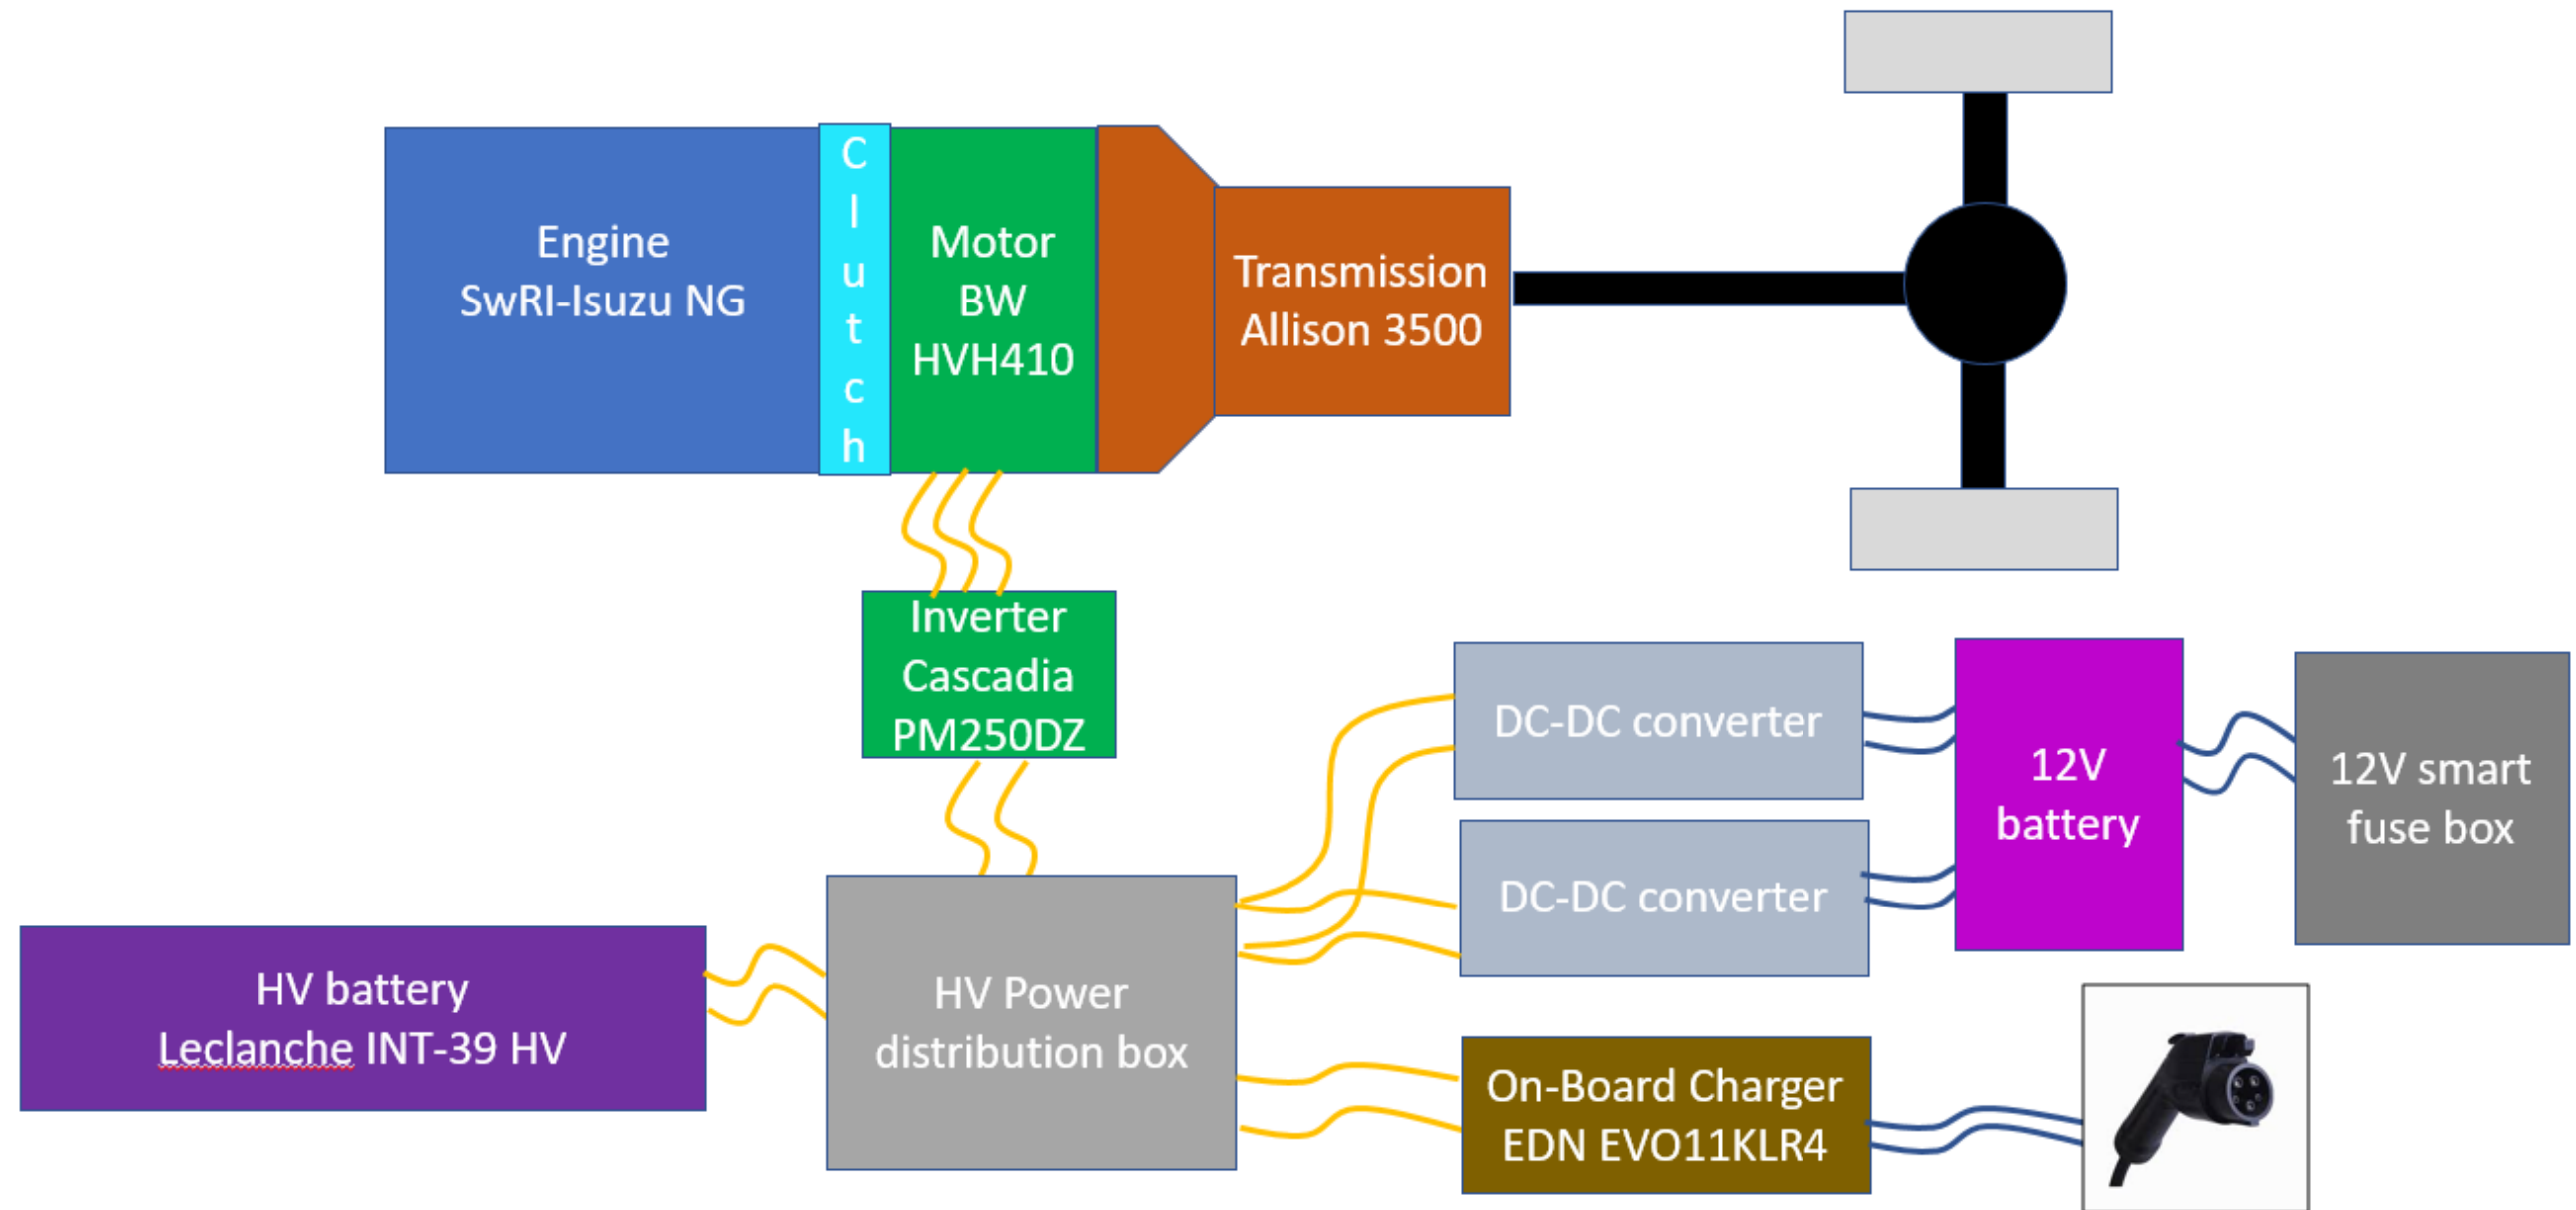 Engine
SwRI-Isuzu NG
Clutch
Motor
BW
HVH410
Transmission
Allison 3500
Inverter
Cascadia
PM250DZ
DC-DC converter
DC-DC converter
12V
battery
12V smart
fuse box
HV battery
Leclanche INT-39 HV
HV Power
distribution box
On-Board Charger
EDN EVO11KLR4